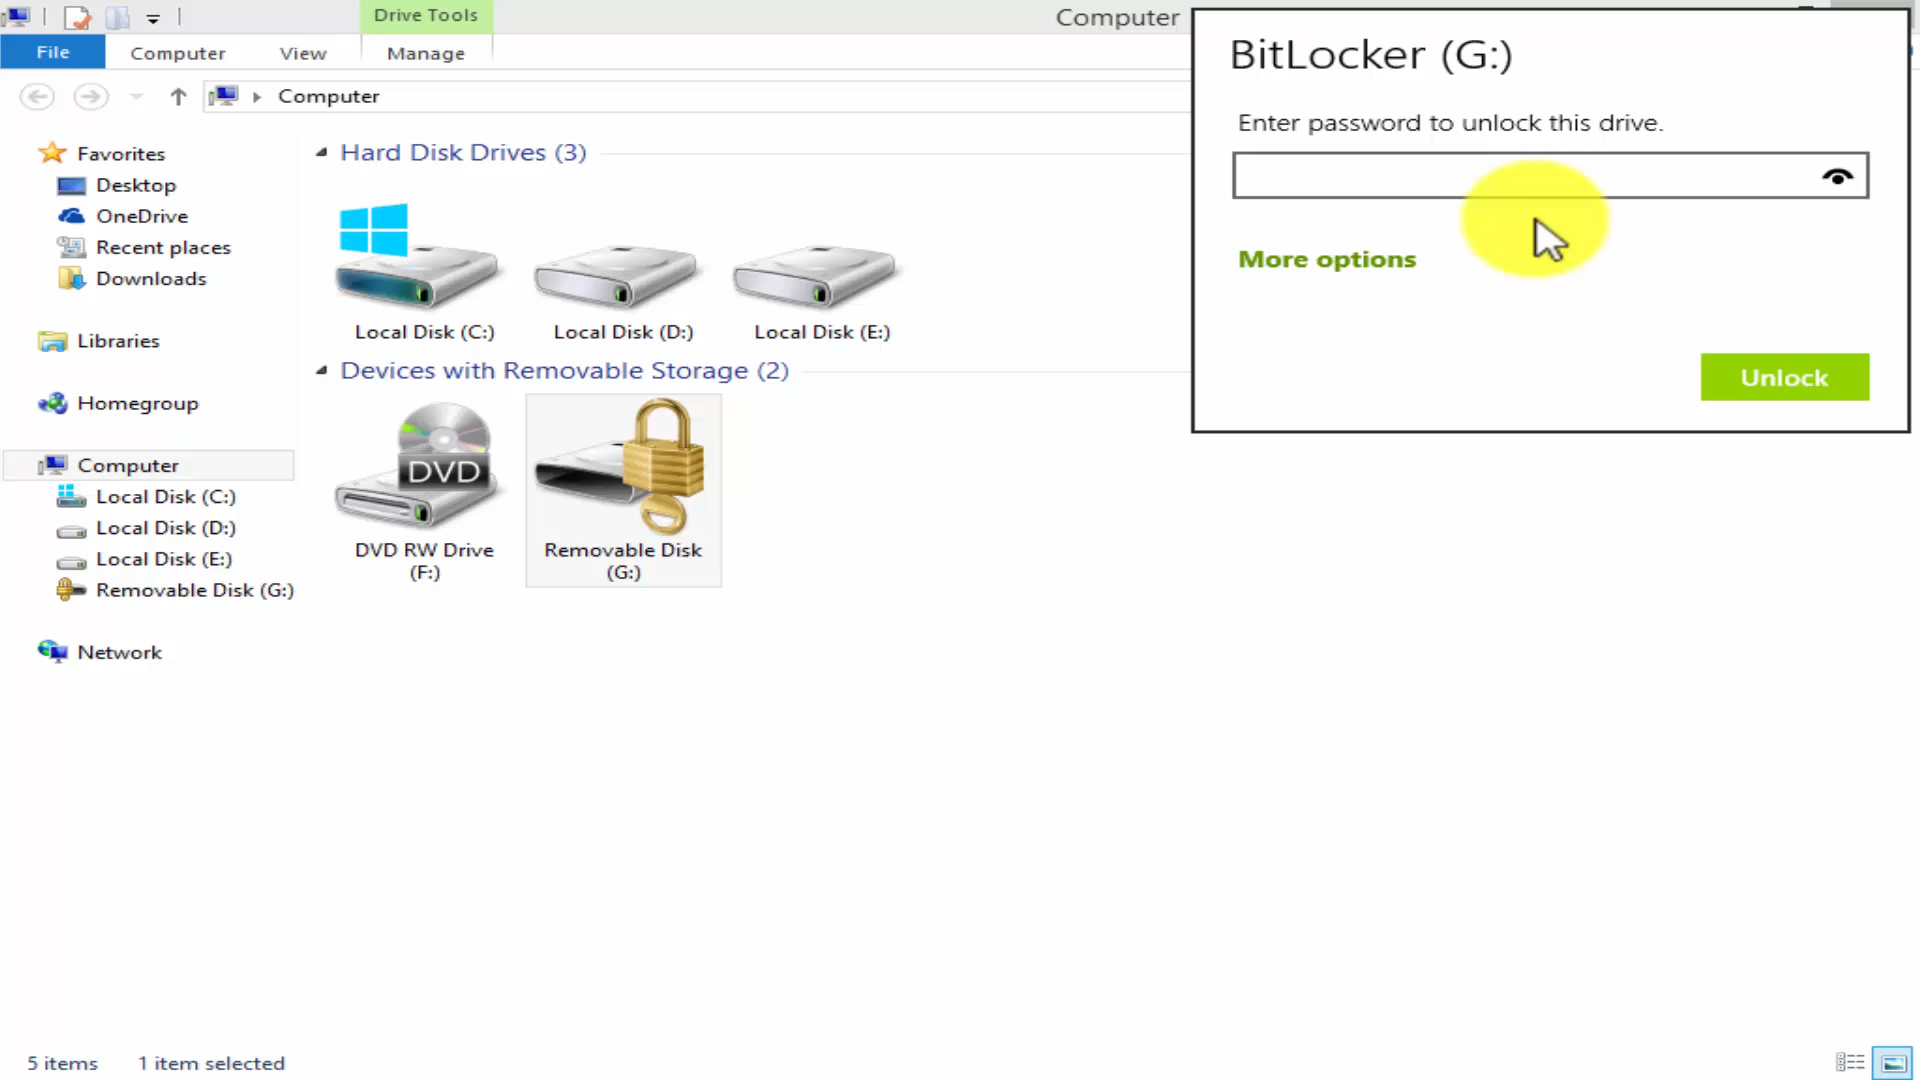 Drive Tools
Computer
File
Computer
View
Manage
Computer
Favorites
Desktop
OneDrive
Recent places
Downloads
Libraries
Homegroup
Computer
Local Disk (C:)
Local Disk (D:)
Local Disk (E:)
Removable Disk (G:)
Network
Hard Disk Drives (3)
Local Disk (C:)
Local Disk (D:)
Local Disk (E:)
Devices with Removable Storage (2)
DVD
DVD RW Drive
(F:)
Removable Disk
(G:)
BitLocker (G:)
Enter password to unlock this drive.
More options
Unlock
5 items
1 item selected